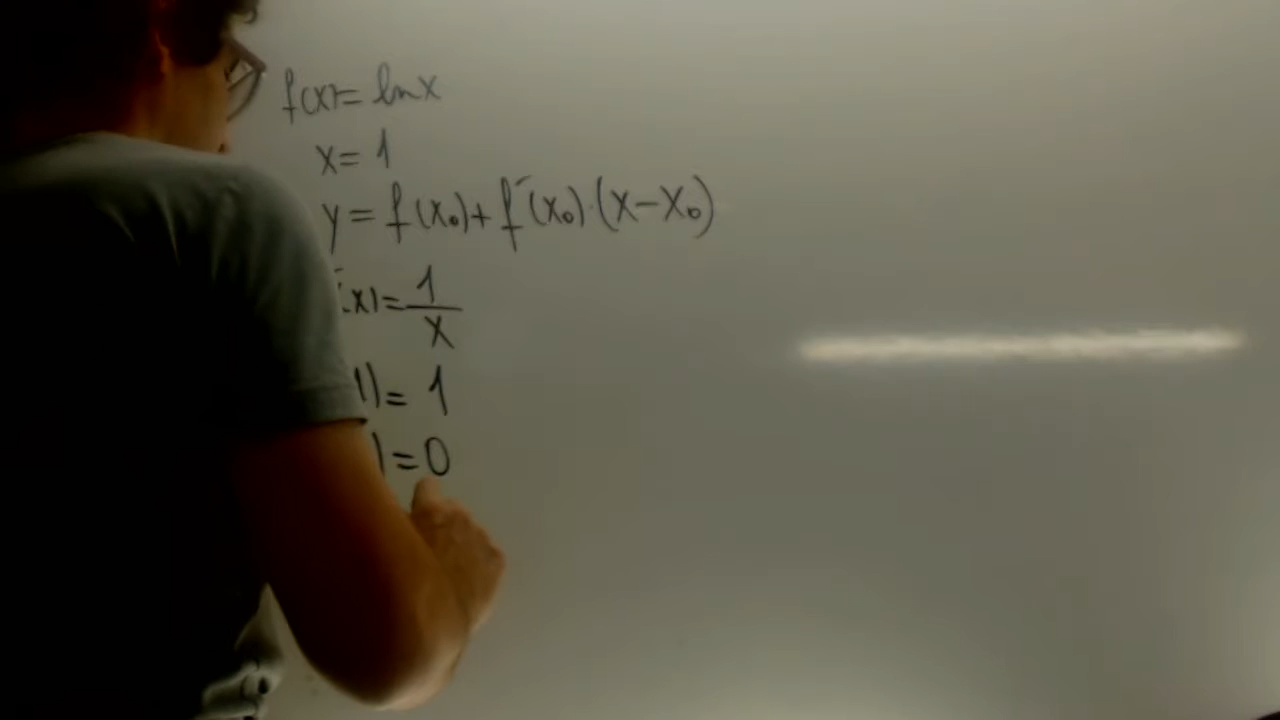 f(x)= ln x
x= 1
y = f(x₀)+ f'(x₀)·(x-x₀)
'(x)= 1/x
1)= 1
)=0